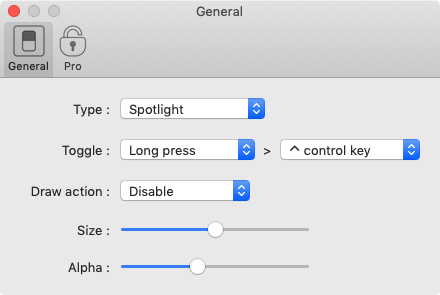 General
General Pro
Type : Spotlight
Toggle : Long press > ^ control key
Draw action : Disable
Size :
Alpha :